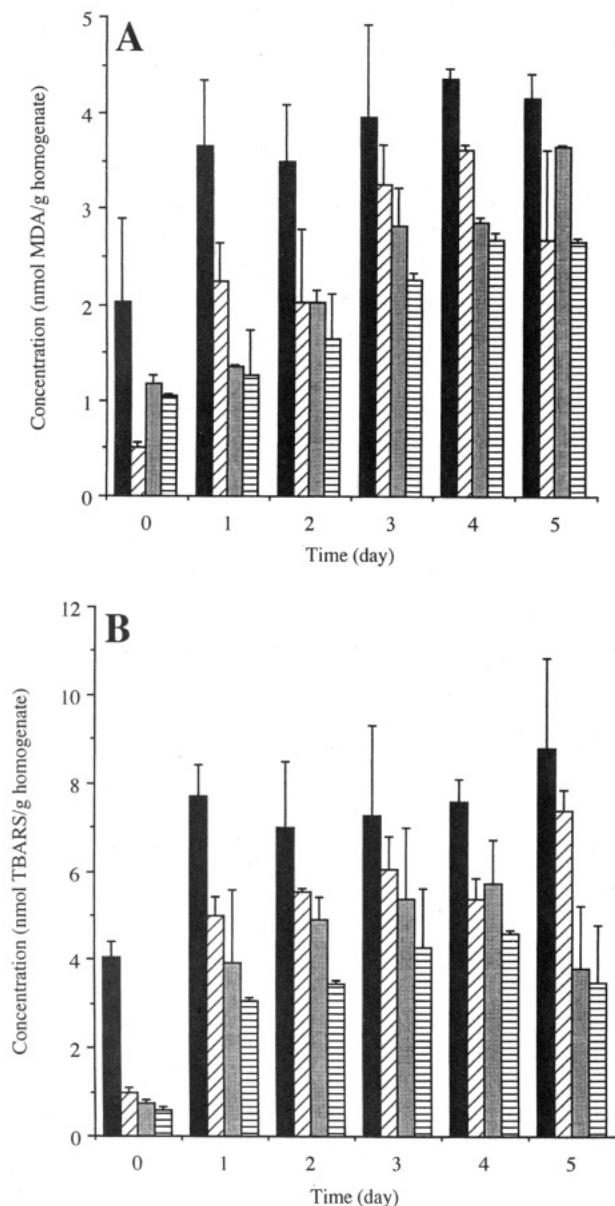 A
Concentration (nmol MDA/g homogenate)
5
4
3
2
1
0
0 1 2 3 4 5
Time (day)
B
Concentration (nmol TBARS/g homogenate)
12
10
8
6
4
2
0
0 1 2 3 4 5
Time (day)